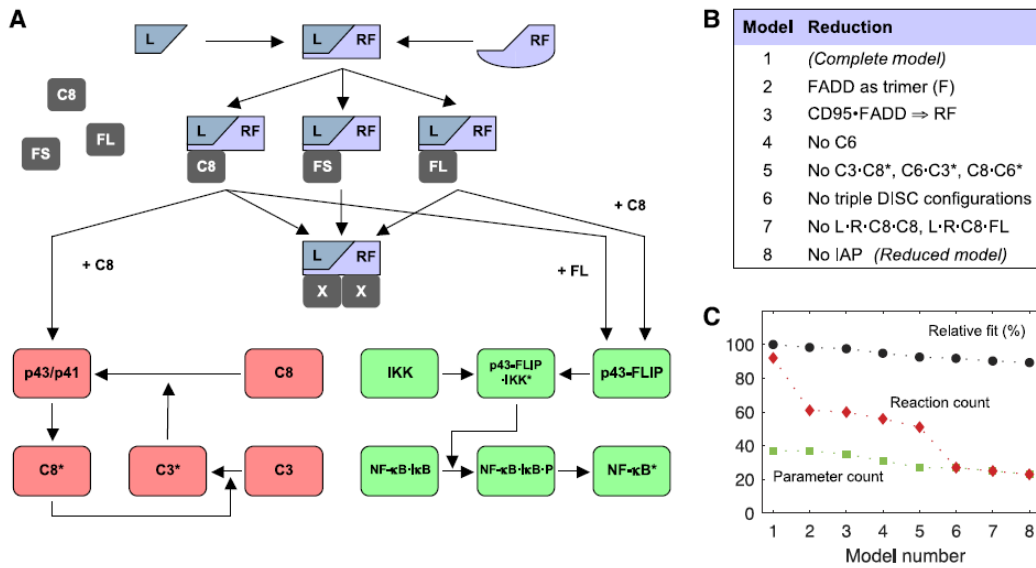 A
L
L RF
RF
C8
FS
FL
L RF
C8
L RF
FS
L RF
FL
+ C8
+ C8
+ FL
L RF
X X
p43/p41
C8
IKK
p43-FLIP
·IKK*
p43-FLIP
C8*
C3*
C3
NF-κB·IκB
NF-κB·IκB·P
NF-κB*
B
Model Reduction
1 (Complete model)
2 FADD as trimer (F)
3 CD95•FADD ⇒ RF
4 No C6
5 No C3·C8*, C6·C3*, C8·C6*
6 No triple DISC configurations
7 No L·R·C8·C8, L·R·C8·FL
8 No IAP (Reduced model)
C
Relative fit (%)
Reaction count
Parameter count
100
80
60
40
20
0
1 2 3 4 5 6 7 8
Model number